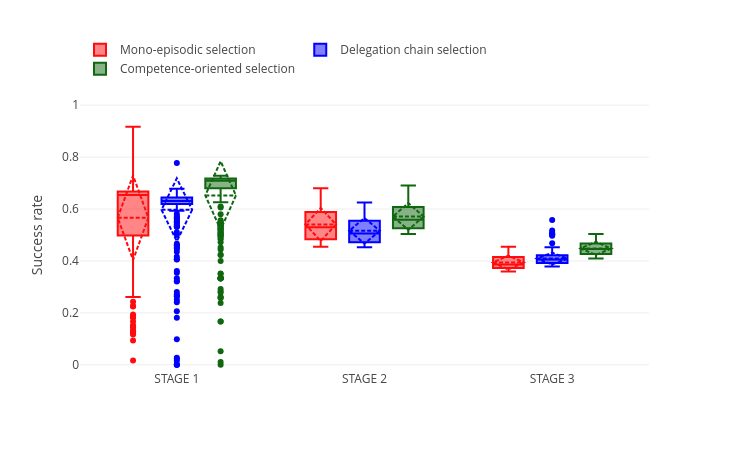 Mono-episodic selection
Delegation chain selection
Competence-oriented selection
1
0.8
0.6
0.4
0.2
0
Success rate
STAGE 1
STAGE 2
STAGE 3